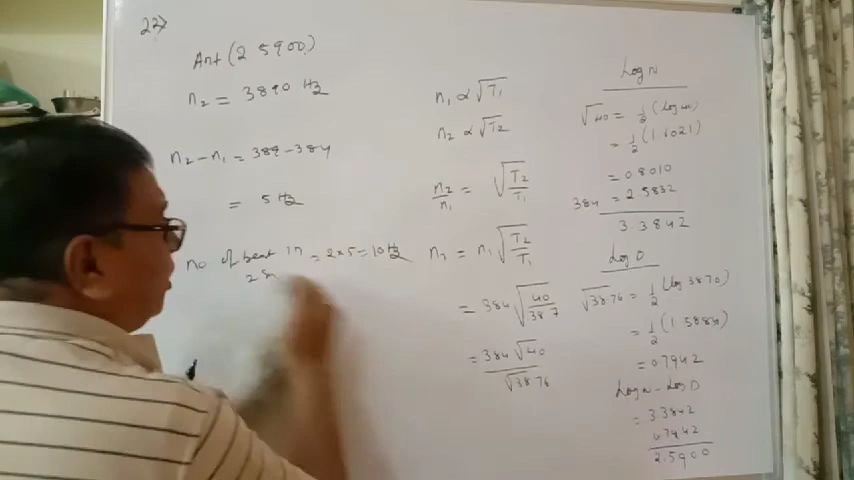 22)
Ant (2 5900)
n₂ = 3890 Hz
n₂ - n₁ = 389 - 384
= 5 Hz
no of beat in = 2 × 5 = 10 Hz
n₁ ∝ √T₁
n₂ ∝ √T₂
n₂/n₁ = √(T₂/T₁)
n₂ = n₁ √(T₂/T₁)
= 384 √(40/38 7
= 384 √40 / √38 76
Log N
√40 = ½ (Log 40)
= ½ (1 6021)
= 0 8010
384 = 2 5832
3.3842
Log D
√38 76 = ½ (log 38 70)
= ½ (1 5884)
= 0 7942
Log N - Log D
= 3 3842
0 7942
2.5900